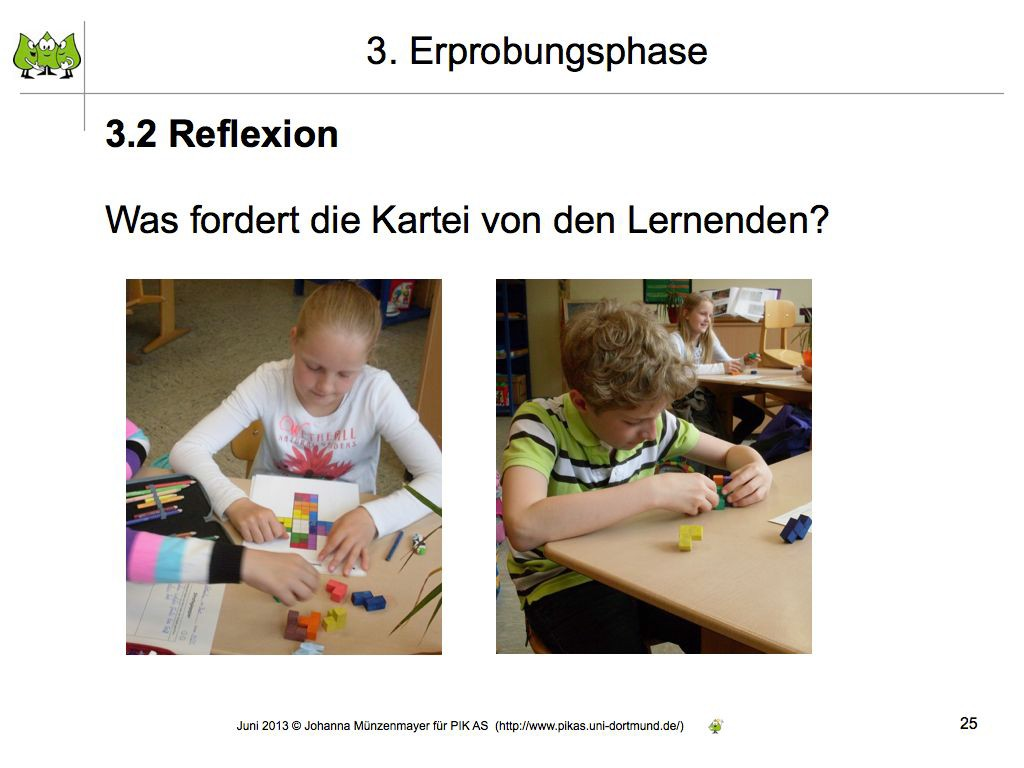 3. Erprobungsphase
3.2 Reflexion
Was fordert die Kartei von den Lernenden?
Juni 2013 © Johanna Münzenmayer für PIK AS (http://www.pikas.uni-dortmund.de/)
25